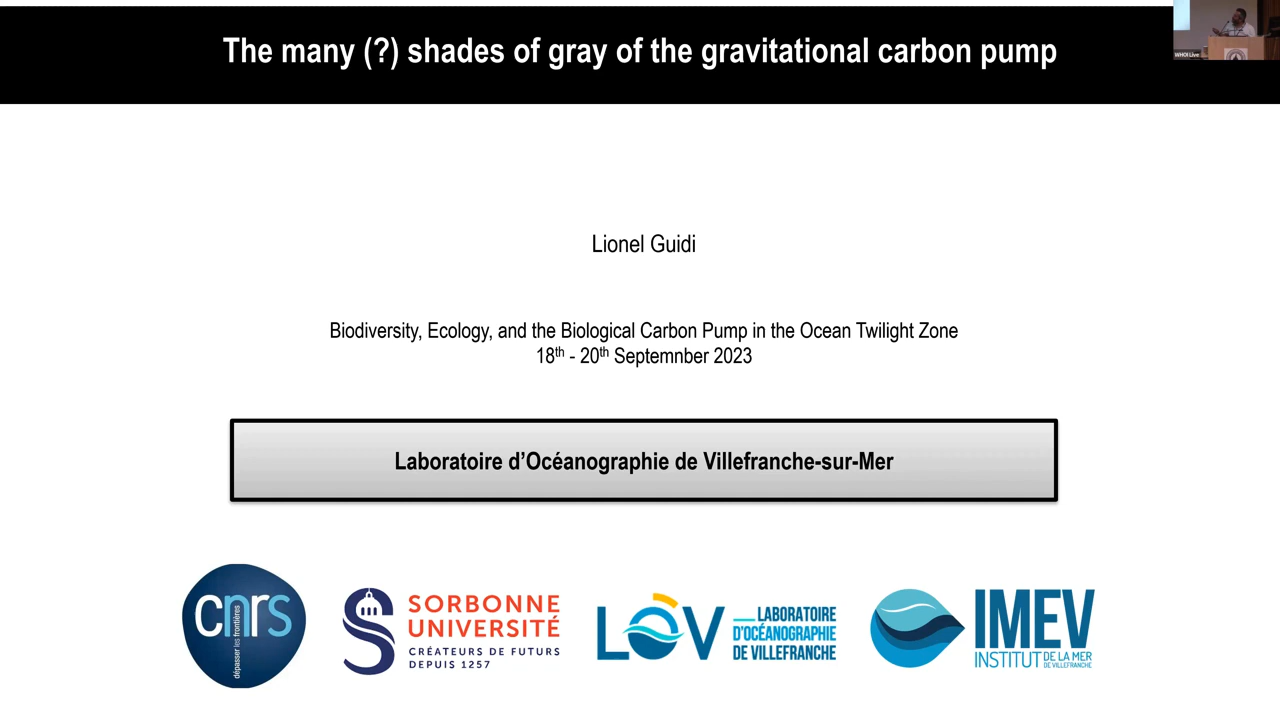 The many (?) shades of gray of the gravitational carbon pump
WHOI Live
Lionel Guidi
Biodiversity, Ecology, and the Biological Carbon Pump in the Ocean Twilight Zone
18th - 20th Septemnber 2023
Laboratoire d’Océanographie de Villefranche-sur-Mer
cnrs
dépasser les frontières
SORBONNE
UNIVERSITÉ
CRÉATEURS DE FUTURS
DEPUIS 1257
LOV
LABORATOIRE
D'OCÉANOGRAPHIE
DE VILLEFRANCHE
IMEV
INSTITUT DE LA MER
DE VILLEFRANCHE